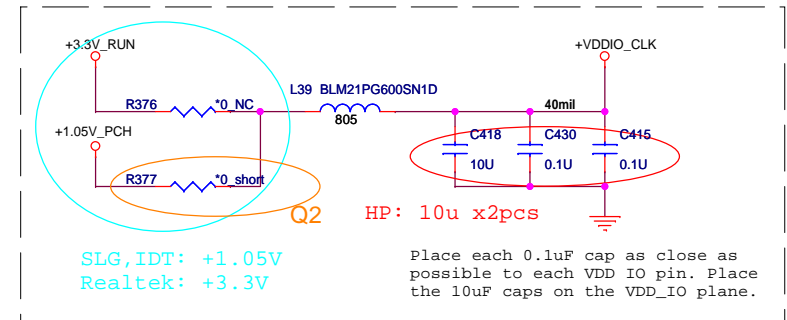 +3.3V_RUN
+VDDIO_CLK
L39 BLM21PG600SN1D
R376 *0_NC
805
40mil
+1.05V_PCH
C418 C430 C415
10U 0.1U 0.1U
R377 *0_short
Q2
HP: 10u x2pcs
SLG,IDT: +1.05V
Realtek: +3.3V
Place each 0.1uF cap as close as
possible to each VDD IO pin. Place
the 10uF caps on the VDD_IO plane.